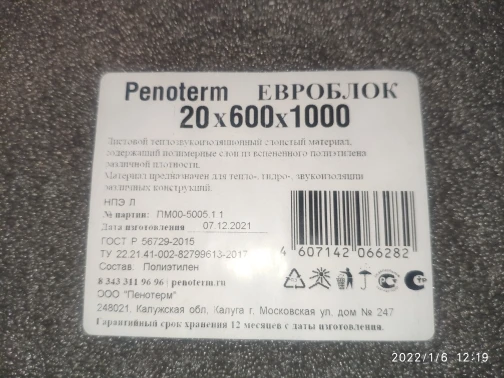 Penoterm ЕВРОБЛОК
20x600x1000
Листовой теплозвукоизоляционный слоистый материал,
содержащий полимерные слои из вспененного полиэтилена
различной плотности.
Материал предназначен для тепло-, гидро-, звукоизоляции
различных конструкций.
НПЭ Л
№ партии: ПМ00-5005.1.1
Дата изготовления 07.12.2021
ГОСТ Р 56729-2015
ТУ 22.21.41-002-82799613-2017
Состав: Полиэтилен
8 343 311 96 96 | penoterm.ru
ООО "Пенотерм"
248021, Калужская обл, Калуга г, Московская ул, дом № 247
Гарантийный срок хранения 12 месяцев с даты изготовления.
4 607142 066282
2022/1/6 12:19